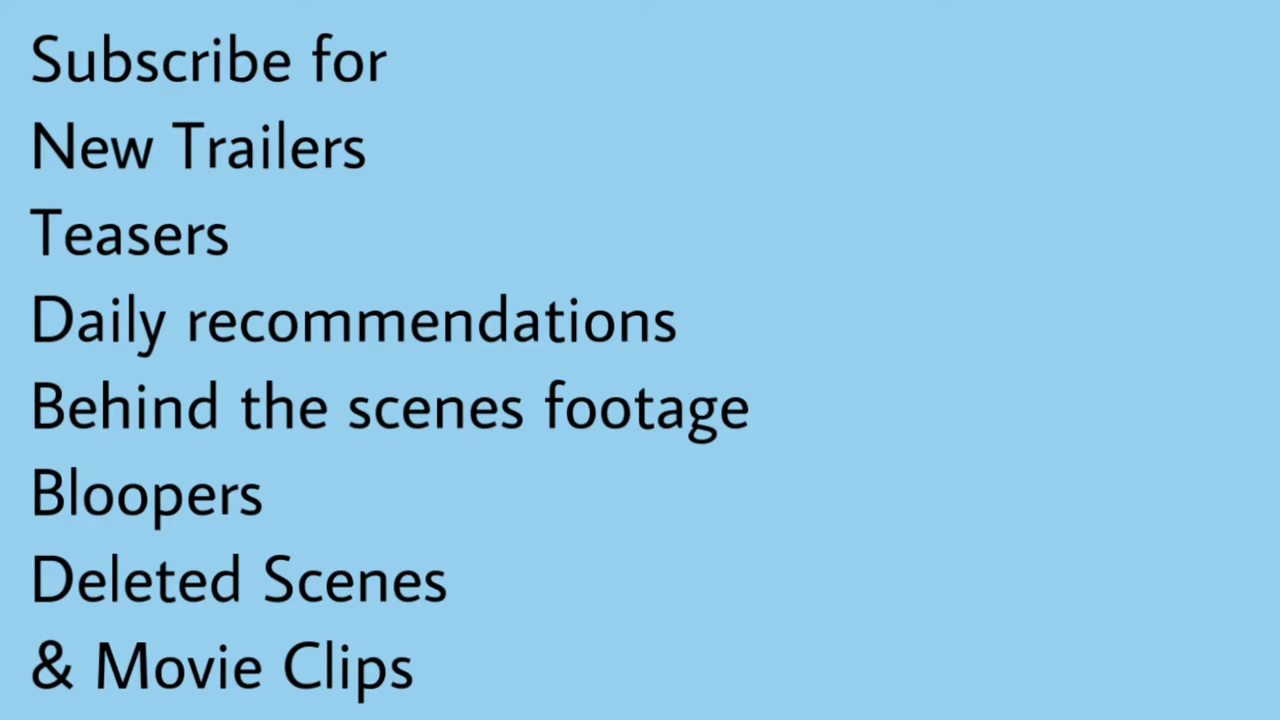 Subscribe for
New Trailers
Teasers
Daily recommendations
Behind the scenes footage
Bloopers
Deleted Scenes
& Movie Clips